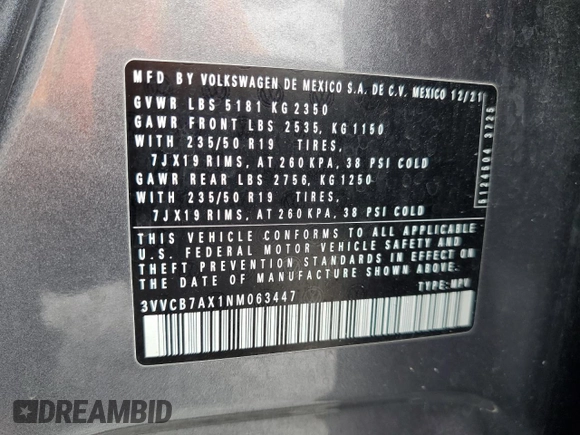 MFD BY VOLKSWAGEN DE MEXICO S.A. DE C.V. MEXICO 12/21
GVWR LBS 5181 KG 2350
GAWR FRONT LBS 2535, KG 1150
WITH 235/50 R19 TIRES,
7JX19 RIMS, AT 260 KPA, 38 PSI COLD
GAWR REAR LBS 2756, KG 1250
WITH 235/50 R19 TIRES,
7JX19 RIMS, AT 260 KPA, 38 PSI COLD
THIS VEHICLE CONFORMS TO ALL APPLICABLE
U.S. FEDERAL MOTOR VEHICLE SAFETY AND
THEFT PREVENTION STANDARDS IN EFFECT ON
THE DATE OF MANUFACTURE SHOWN ABOVE.
3VVCB7AX1NM063447 TYPE: MPV
DREAMBID